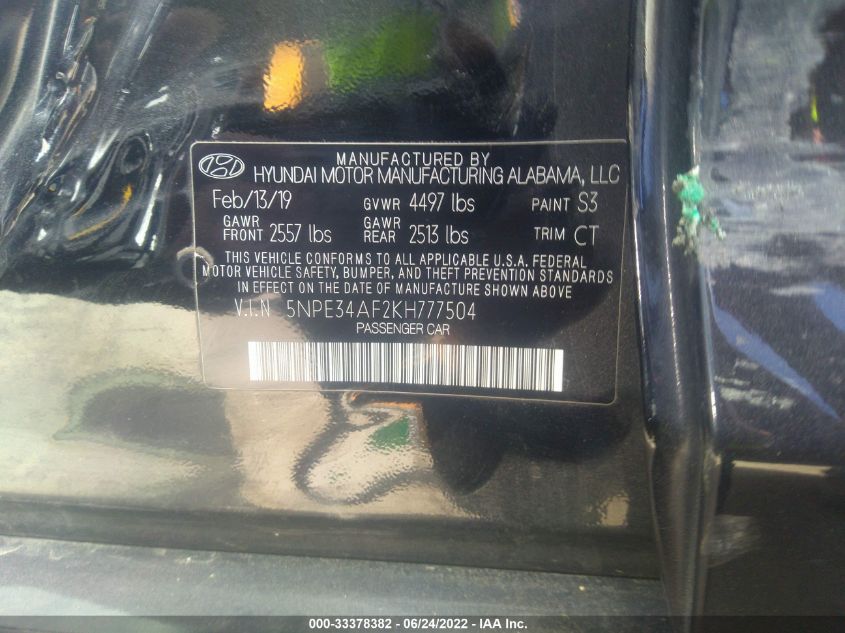 MANUFACTURED BY
HYUNDAI MOTOR MANUFACTURING ALABAMA, LLC
Feb/13/19 GVWR 4497 lbs PAINT S3
GAWR FRONT 2557 lbs GAWR REAR 2513 lbs TRIM CT
THIS VEHICLE CONFORMS TO ALL APPLICABLE U.S.A. FEDERAL
MOTOR VEHICLE SAFETY, BUMPER, AND THEFT PREVENTION STANDARDS
IN EFFECT ON THE DATE OF MANUFACTURE SHOWN ABOVE
V.I.N 5NPE34AF2KH777504
PASSENGER CAR
000-33378382 / 06/24/2022 - IAA Inc.